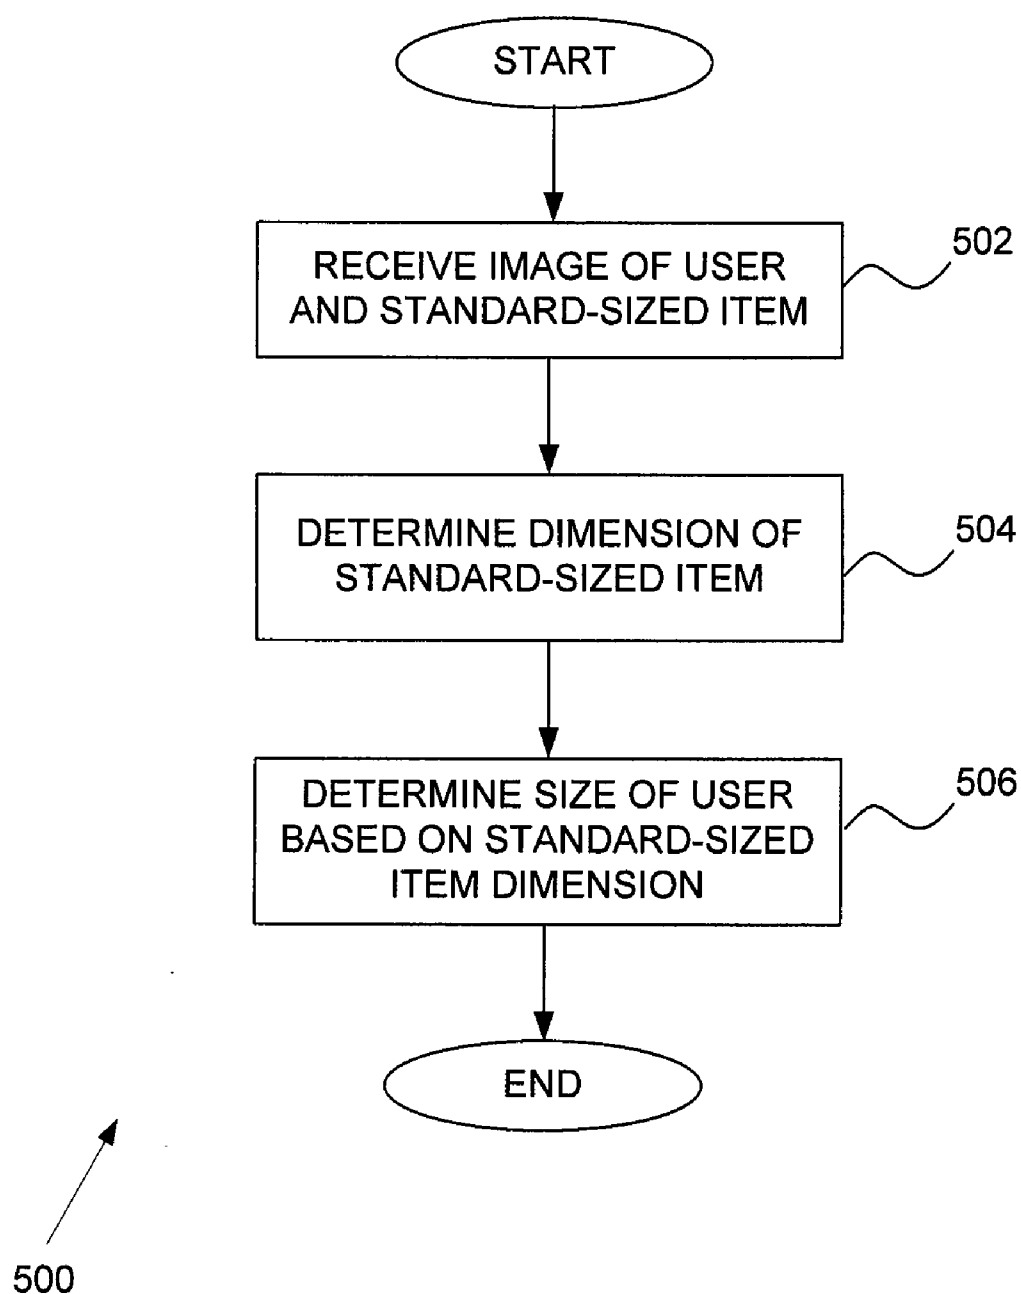 START
RECEIVE IMAGE OF USER
AND STANDARD-SIZED ITEM
502
DETERMINE DIMENSION OF
STANDARD-SIZED ITEM
504
DETERMINE SIZE OF USER
BASED ON STANDARD-SIZED
ITEM DIMENSION
506
END
500